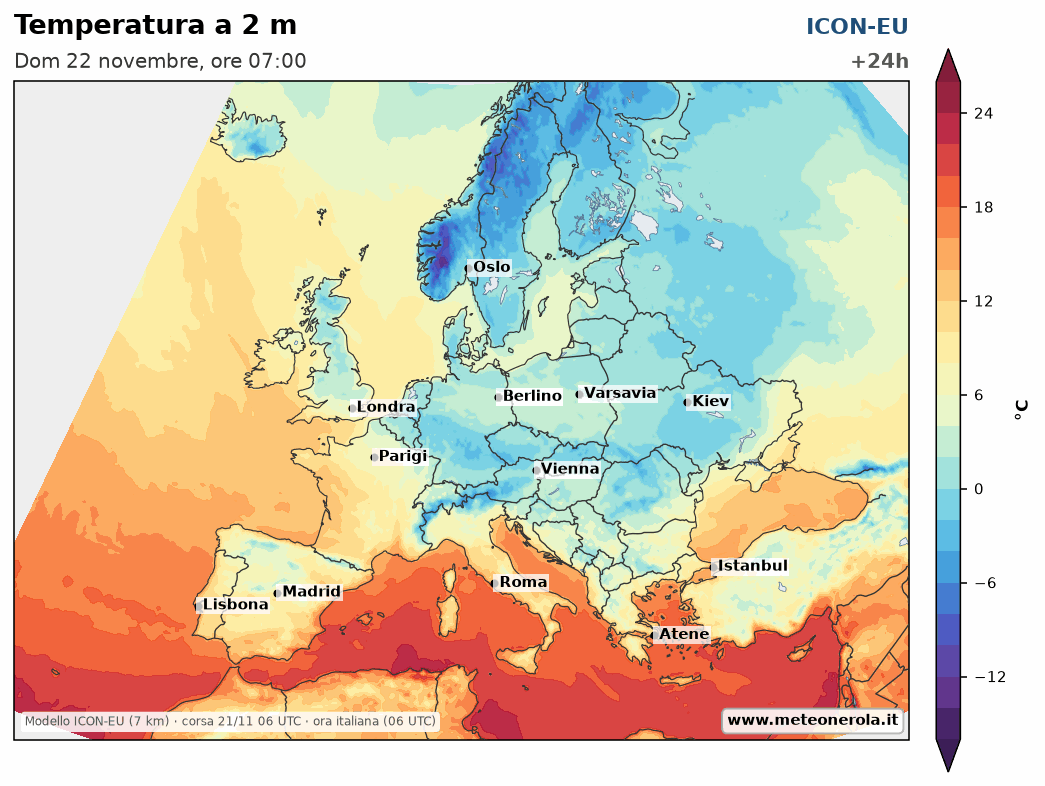 Temperatura a 2 m
ICON-EU
Dom 22 novembre, ore 07:00
+24h
24
18
12
6
0
−6
−12
°C
Oslo
Berlino
Varsavia
Kiev
Londra
Parigi
Vienna
Istanbul
Roma
Madrid
Lisbona
Atene
Modello ICON-EU (7 km) · corsa 21/11 06 UTC · ora italiana (06 UTC)
www.meteonerola.it